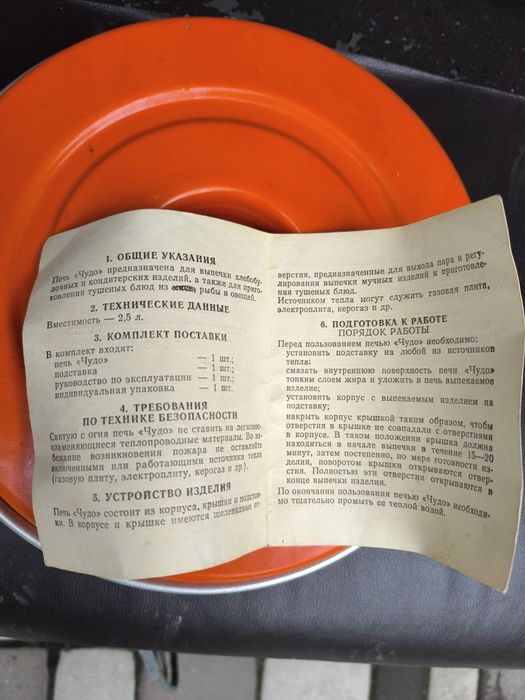 1. ОБЩИЕ УКАЗАНИЯ
Печь «Чудо» предназначена для выпечки хлебобу-
лочных и кондитерских изделий, а также для приго-
товления тушеных блюд из рыбы и овощей.
2. ТЕХНИЧЕСКИЕ ДАННЫЕ
Вместимость — 2,5 л.
3. КОМПЛЕКТ ПОСТАВКИ
В комплект входят:
печь «Чудо» — 1 шт.;
подставка — 1 шт.;
руководство по эксплуатации — 1 шт.;
индивидуальная упаковка — 1 шт.
4. ТРЕБОВАНИЯ
ПО ТЕХНИКЕ БЕЗОПАСНОСТИ
Снятую с огня печь «Чудо» не ставить на легковос-
пламеняющиеся теплопроводные материалы. Во из-
бежание возникновения пожара не оставляйте
включенными или работающими источники тепла
(газовую плиту, электроплиту, керогаз и др.).
5. УСТРОЙСТВО ИЗДЕЛИЯ
Печь «Чудо» состоит из корпуса, крышки и подстав-
ки. В корпусе и крышке имеются щелевидные от-
верстия, предназначенные для выхода пара и регу-
лирования выпечки мучных изделий и приготовле-
ния тушеных блюд.
Источником тепла могут служить газовая плита,
электроплита, керогаз и др.
6. ПОДГОТОВКА К РАБОТЕ
ПОРЯДОК РАБОТЫ
Перед пользованием печью «Чудо» необходимо:
установить подставку на любой из источников
тепла;
смазать внутреннюю поверхность печи «Чудо»
тонким слоем жира и уложить в печь выпекаемое
изделие;
установить корпус с выпекаемым изделием на
подставку;
накрыть корпус крышкой таким образом, чтобы
отверстия в крышке не совпадали с отверстиями
в корпусе. В таком положении крышка должна
находиться в начале выпечки в течение 15—20
минут, затем постепенно, по мере готовности из-
делия, поворотом крышки открываются отвер-
стия. Полностью эти отверстия открываются в
конце выпечки изделия.
По окончании пользования печью «Чудо» необходи-
мо тщательно промыть ее теплой водой.